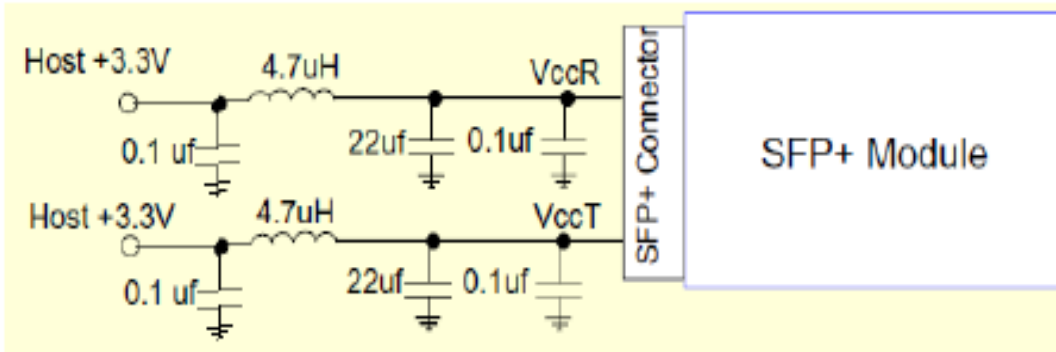 Host +3.3V
4.7uH
VccR
0.1 uf
22uf
0.1uf
SFP+ Connector
SFP+ Module
Host +3.3V
4.7uH
VccT
0.1 uf
22uf
0.1uf